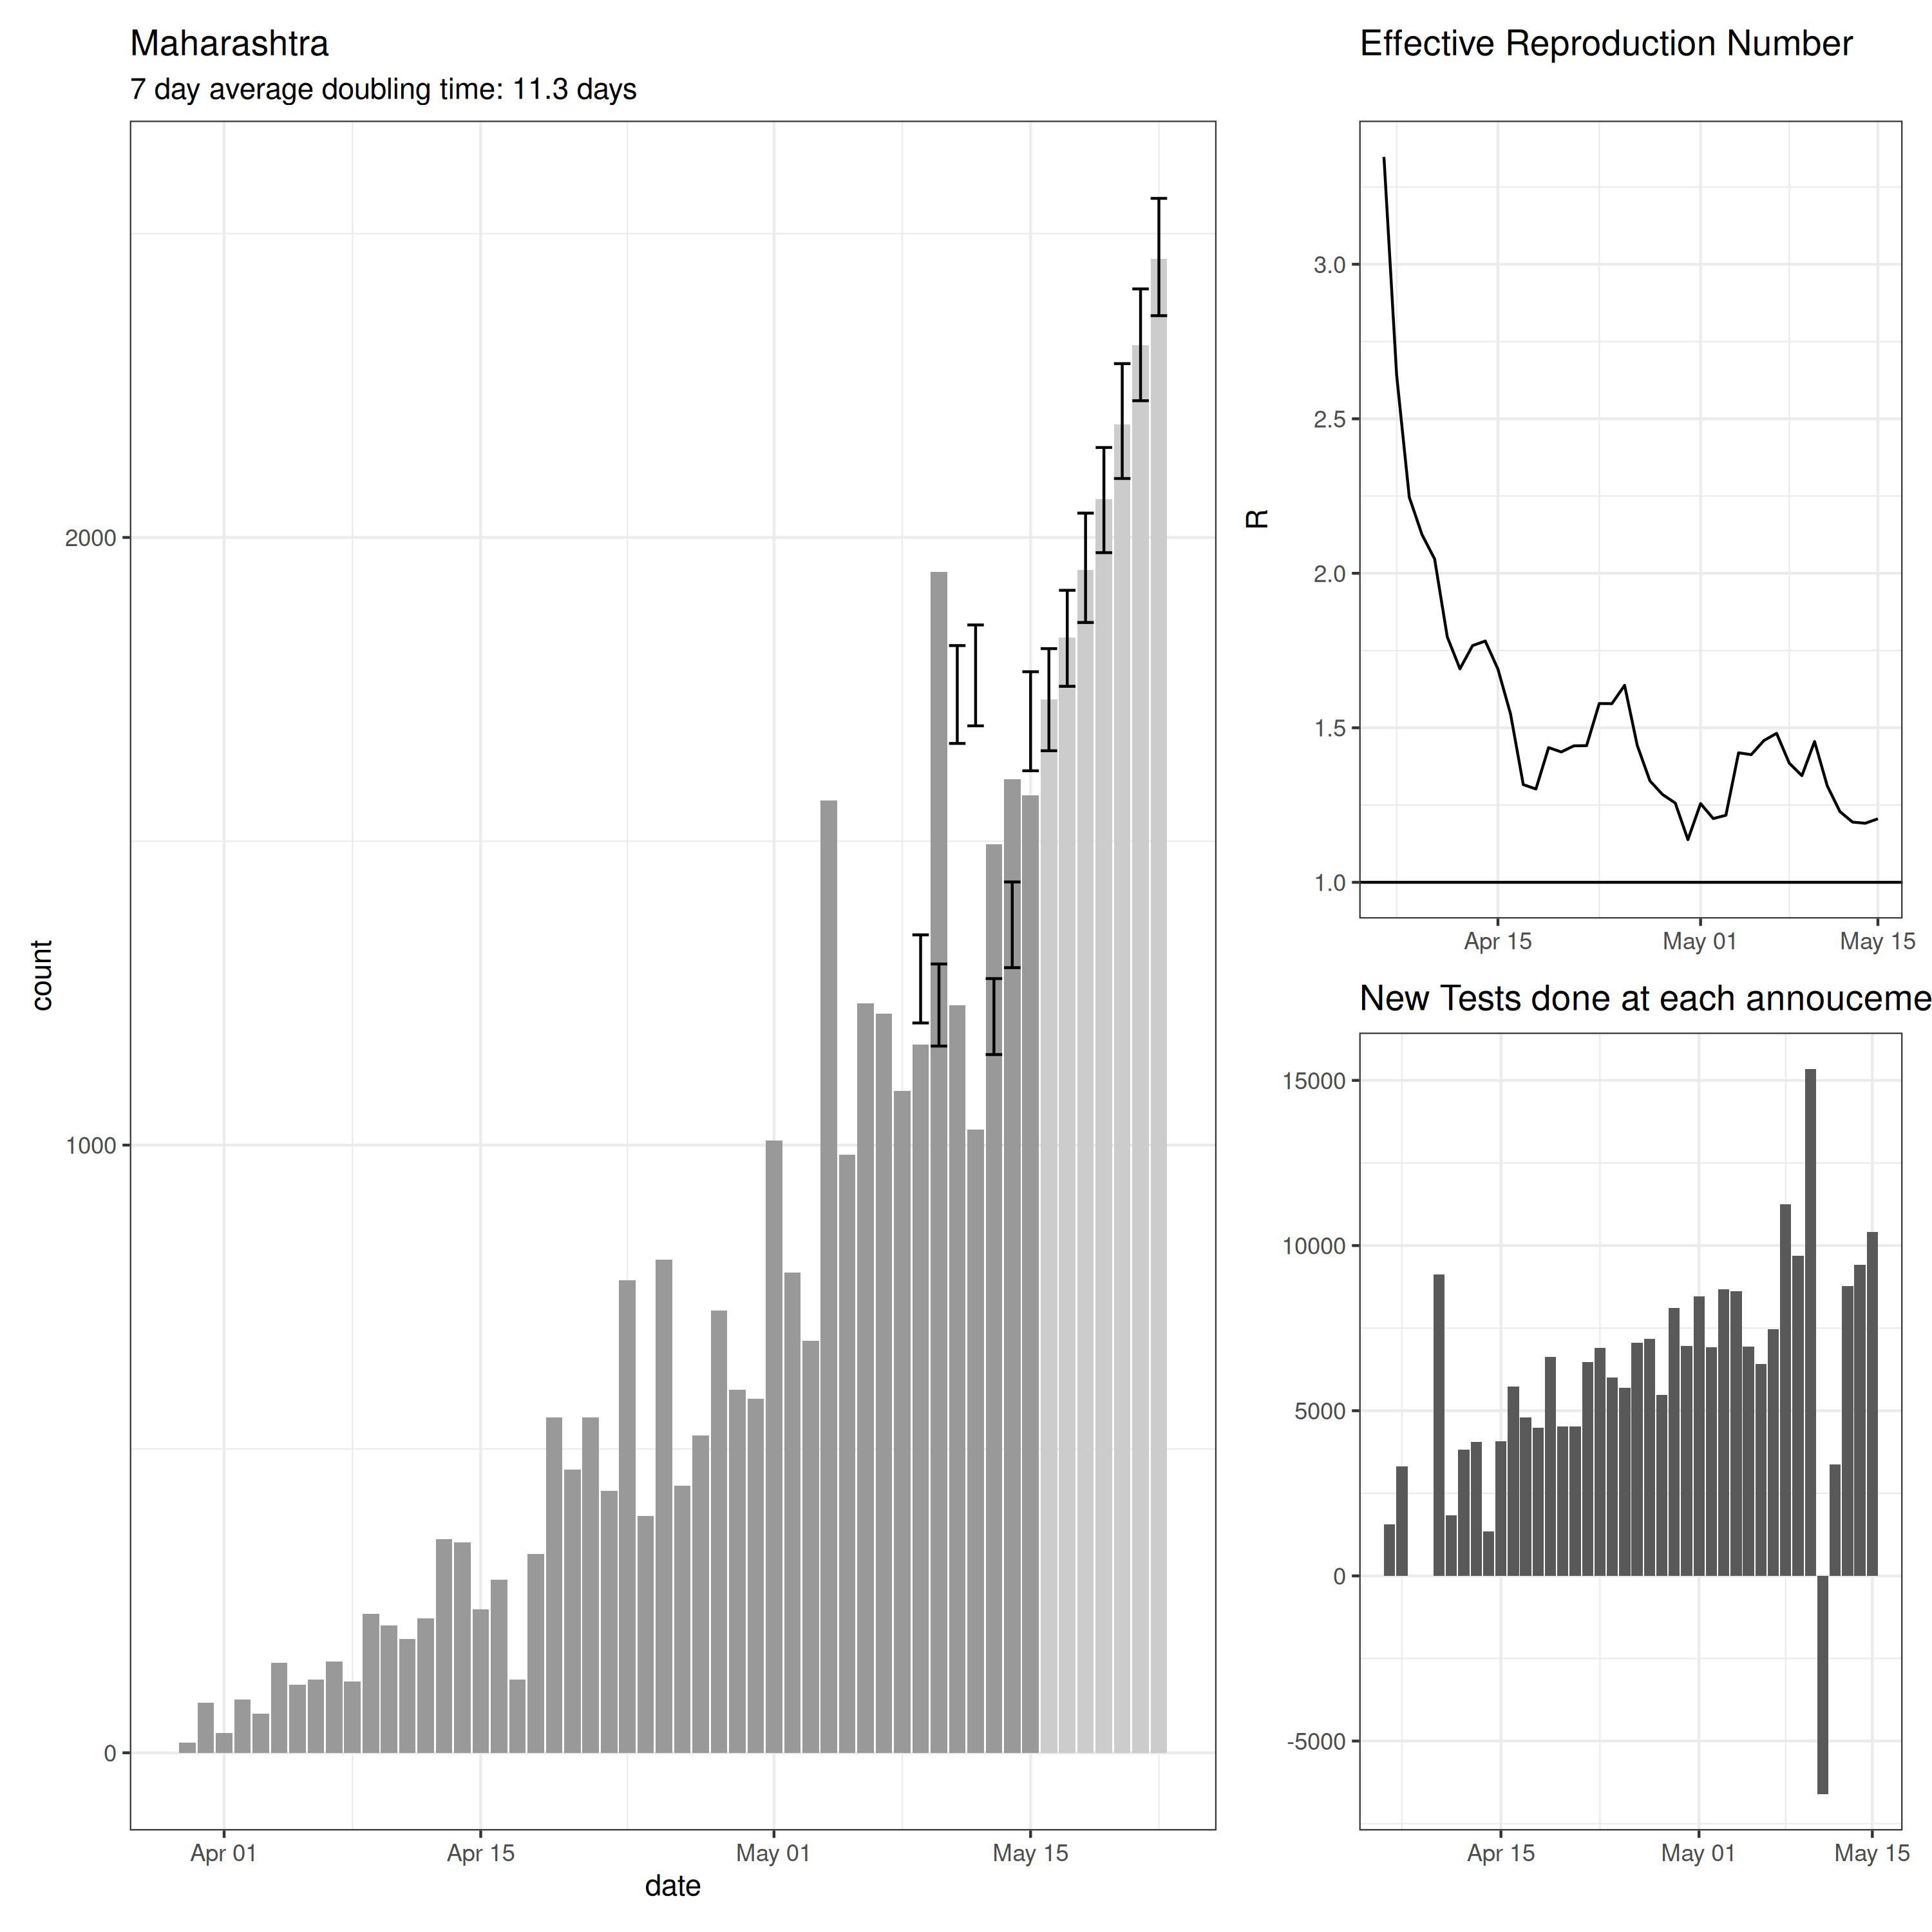 Maharashtra
7 day average doubling time: 11.3 days
count
2000
1000
0
Apr 01
Apr 15
May 01
May 15
date
Effective Reproduction Number
R
3.0
2.5
2.0
1.5
1.0
Apr 15
May 01
May 15
New Tests done at each annouceme
15000
10000
5000
0
-5000
Apr 15
May 01
May 15